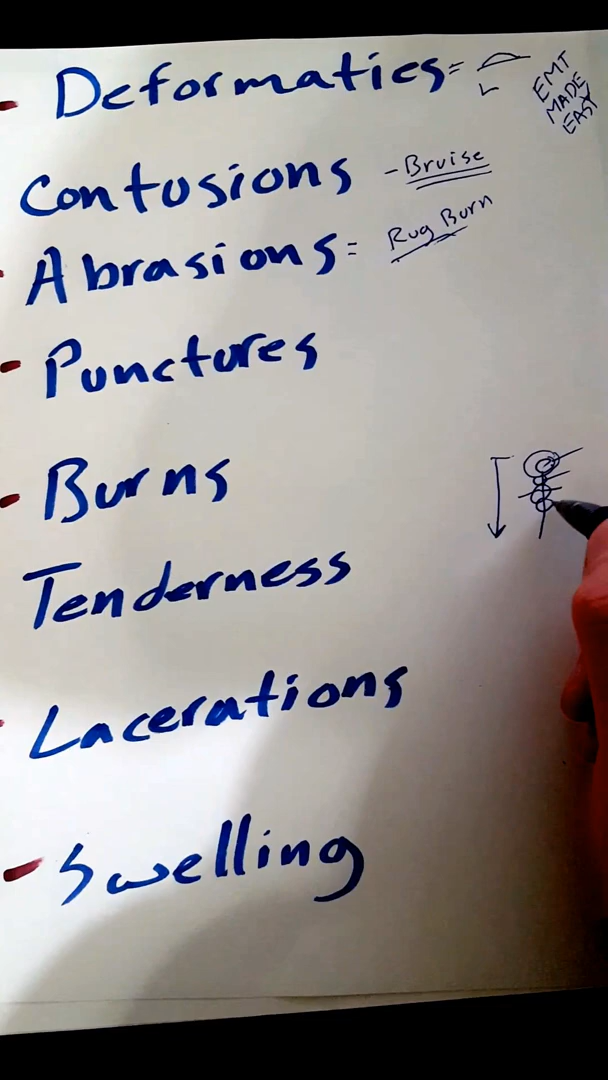 - Deformaties =
EMT
MADE
EASY
Contusions - Bruise
- Abrasions = Rug Burn
- Punctures
- Burns
Tenderness
- Lacerations
- Swelling